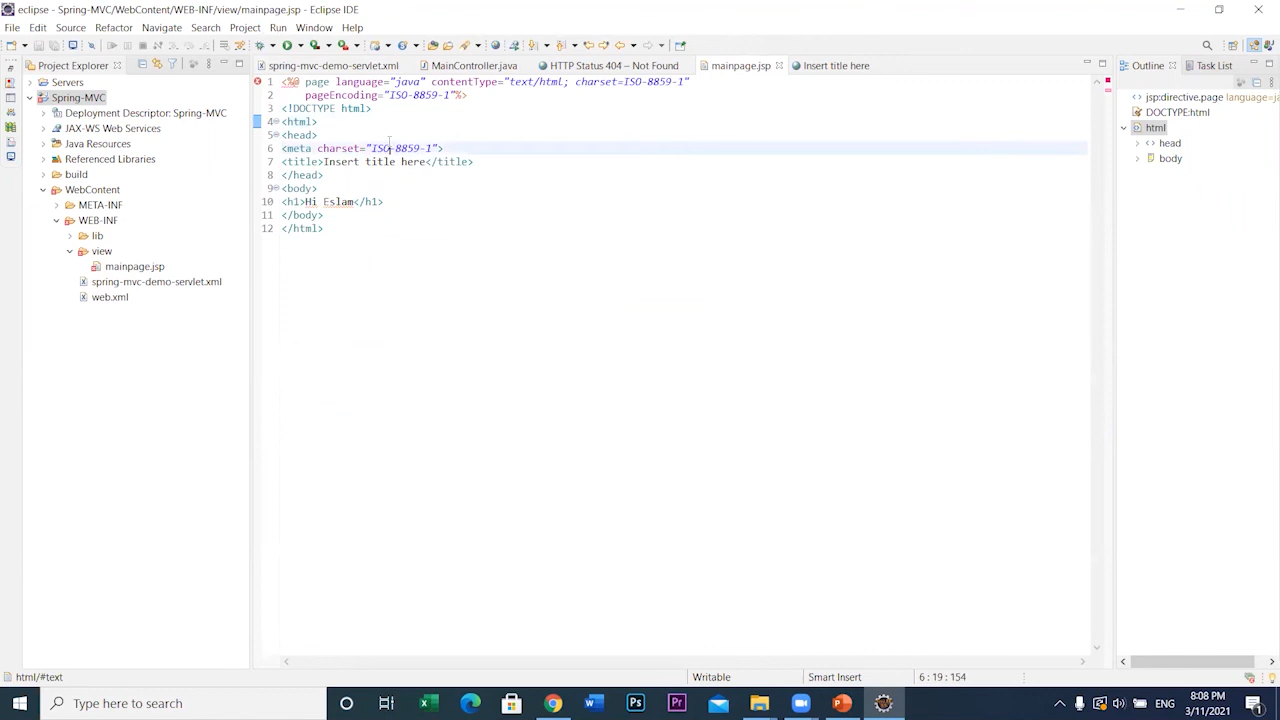 eclipse - Spring-MVC/WebContent/WEB-INF/view/mainpage.jsp - Eclipse IDE
File Edit Source Refactor Navigate Search Project Run Window Help
Project Explorer
spring-mvc-demo-servlet.xml
MainController.java
HTTP Status 404 – Not Found
mainpage.jsp
Insert title here
Outline
Task List
Servers
Spring-MVC
Deployment Descriptor: Spring-MVC
JAX-WS Web Services
Java Resources
Referenced Libraries
build
WebContent
META-INF
WEB-INF
lib
view
mainpage.jsp
spring-mvc-demo-servlet.xml
web.xml
1 <%@ page language="java" contentType="text/html; charset=ISO-8859-1"
2 pageEncoding="ISO-8859-1"%>
3 <!DOCTYPE html>
4 <html>
5 <head>
6 <meta charset="ISO-8859-1">
7 <title>Insert title here</title>
8 </head>
9 <body>
10 <h1>Hi Eslam</h1>
11 </body>
12 </html>
jsp:directive.page language=j
DOCTYPE:html
html
head
body
html/#text
Writable
Smart Insert
6 : 19 : 154
Type here to search
ENG
8:08 PM
3/11/2021